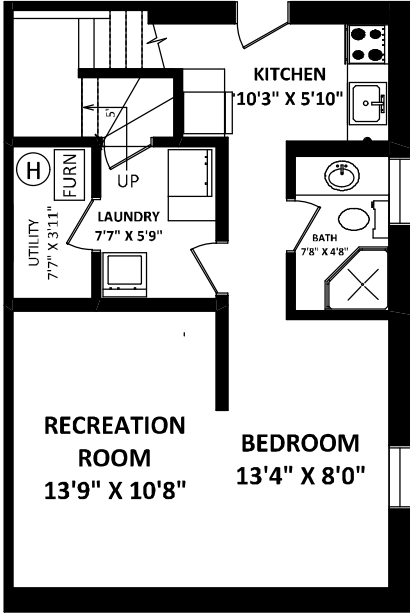 KITCHEN
10'3" X 5'10"
5'
H
FURN
UP
UTILITY
7'7" X 3'11"
LAUNDRY
7'7" X 5'9"
BATH
7'8" X 4'8"
RECREATION
ROOM
13'9" X 10'8"
BEDROOM
13'4" X 8'0"